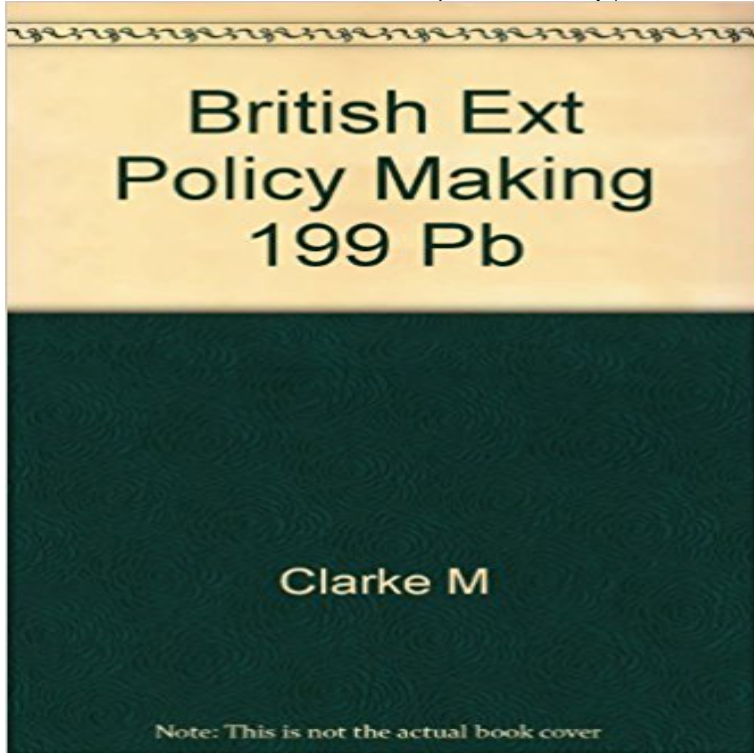 British Ext
Policy Making
199 Pb
Clarke M
Note: This is not the actual book cover